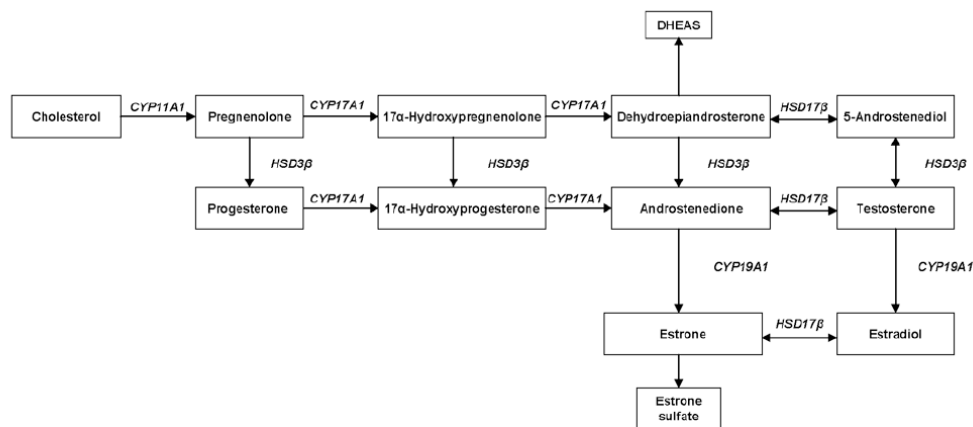 DHEAS
CYP11A1
CYP17A1
CYP17A1
HSD17β
Cholesterol
Pregnenolone
17α-Hydroxypregnenolone
Dehydroepiandrosterone
5-Androstenediol
HSD3β
HSD3β
HSD3β
HSD3β
CYP17A1
CYP17A1
HSD17β
Progesterone
17α-Hydroxyprogesterone
Androstenedione
Testosterone
CYP19A1
CYP19A1
HSD17β
Estrone
Estradiol
Estrone
sulfate